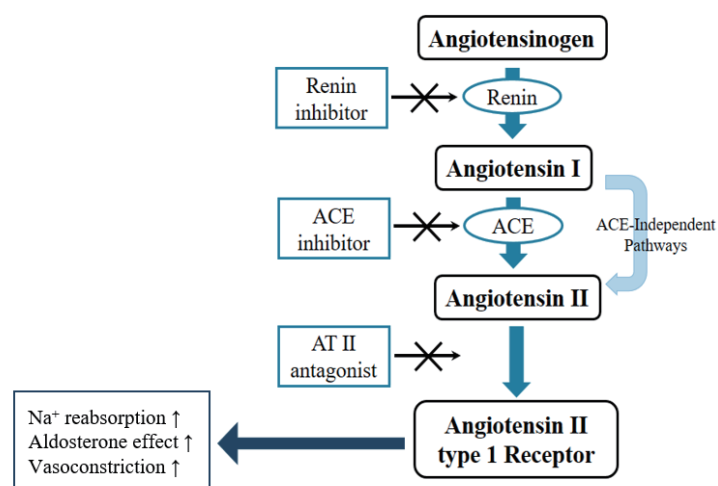 Angiotensinogen
Renin
inhibitor
Renin
Angiotensin I
ACE
inhibitor
ACE
ACE-Independent
Pathways
Angiotensin II
AT II
antagonist
Na⁺ reabsorption ↑
Aldosterone effect ↑
Vasoconstriction ↑
Angiotensin II
type 1 Receptor